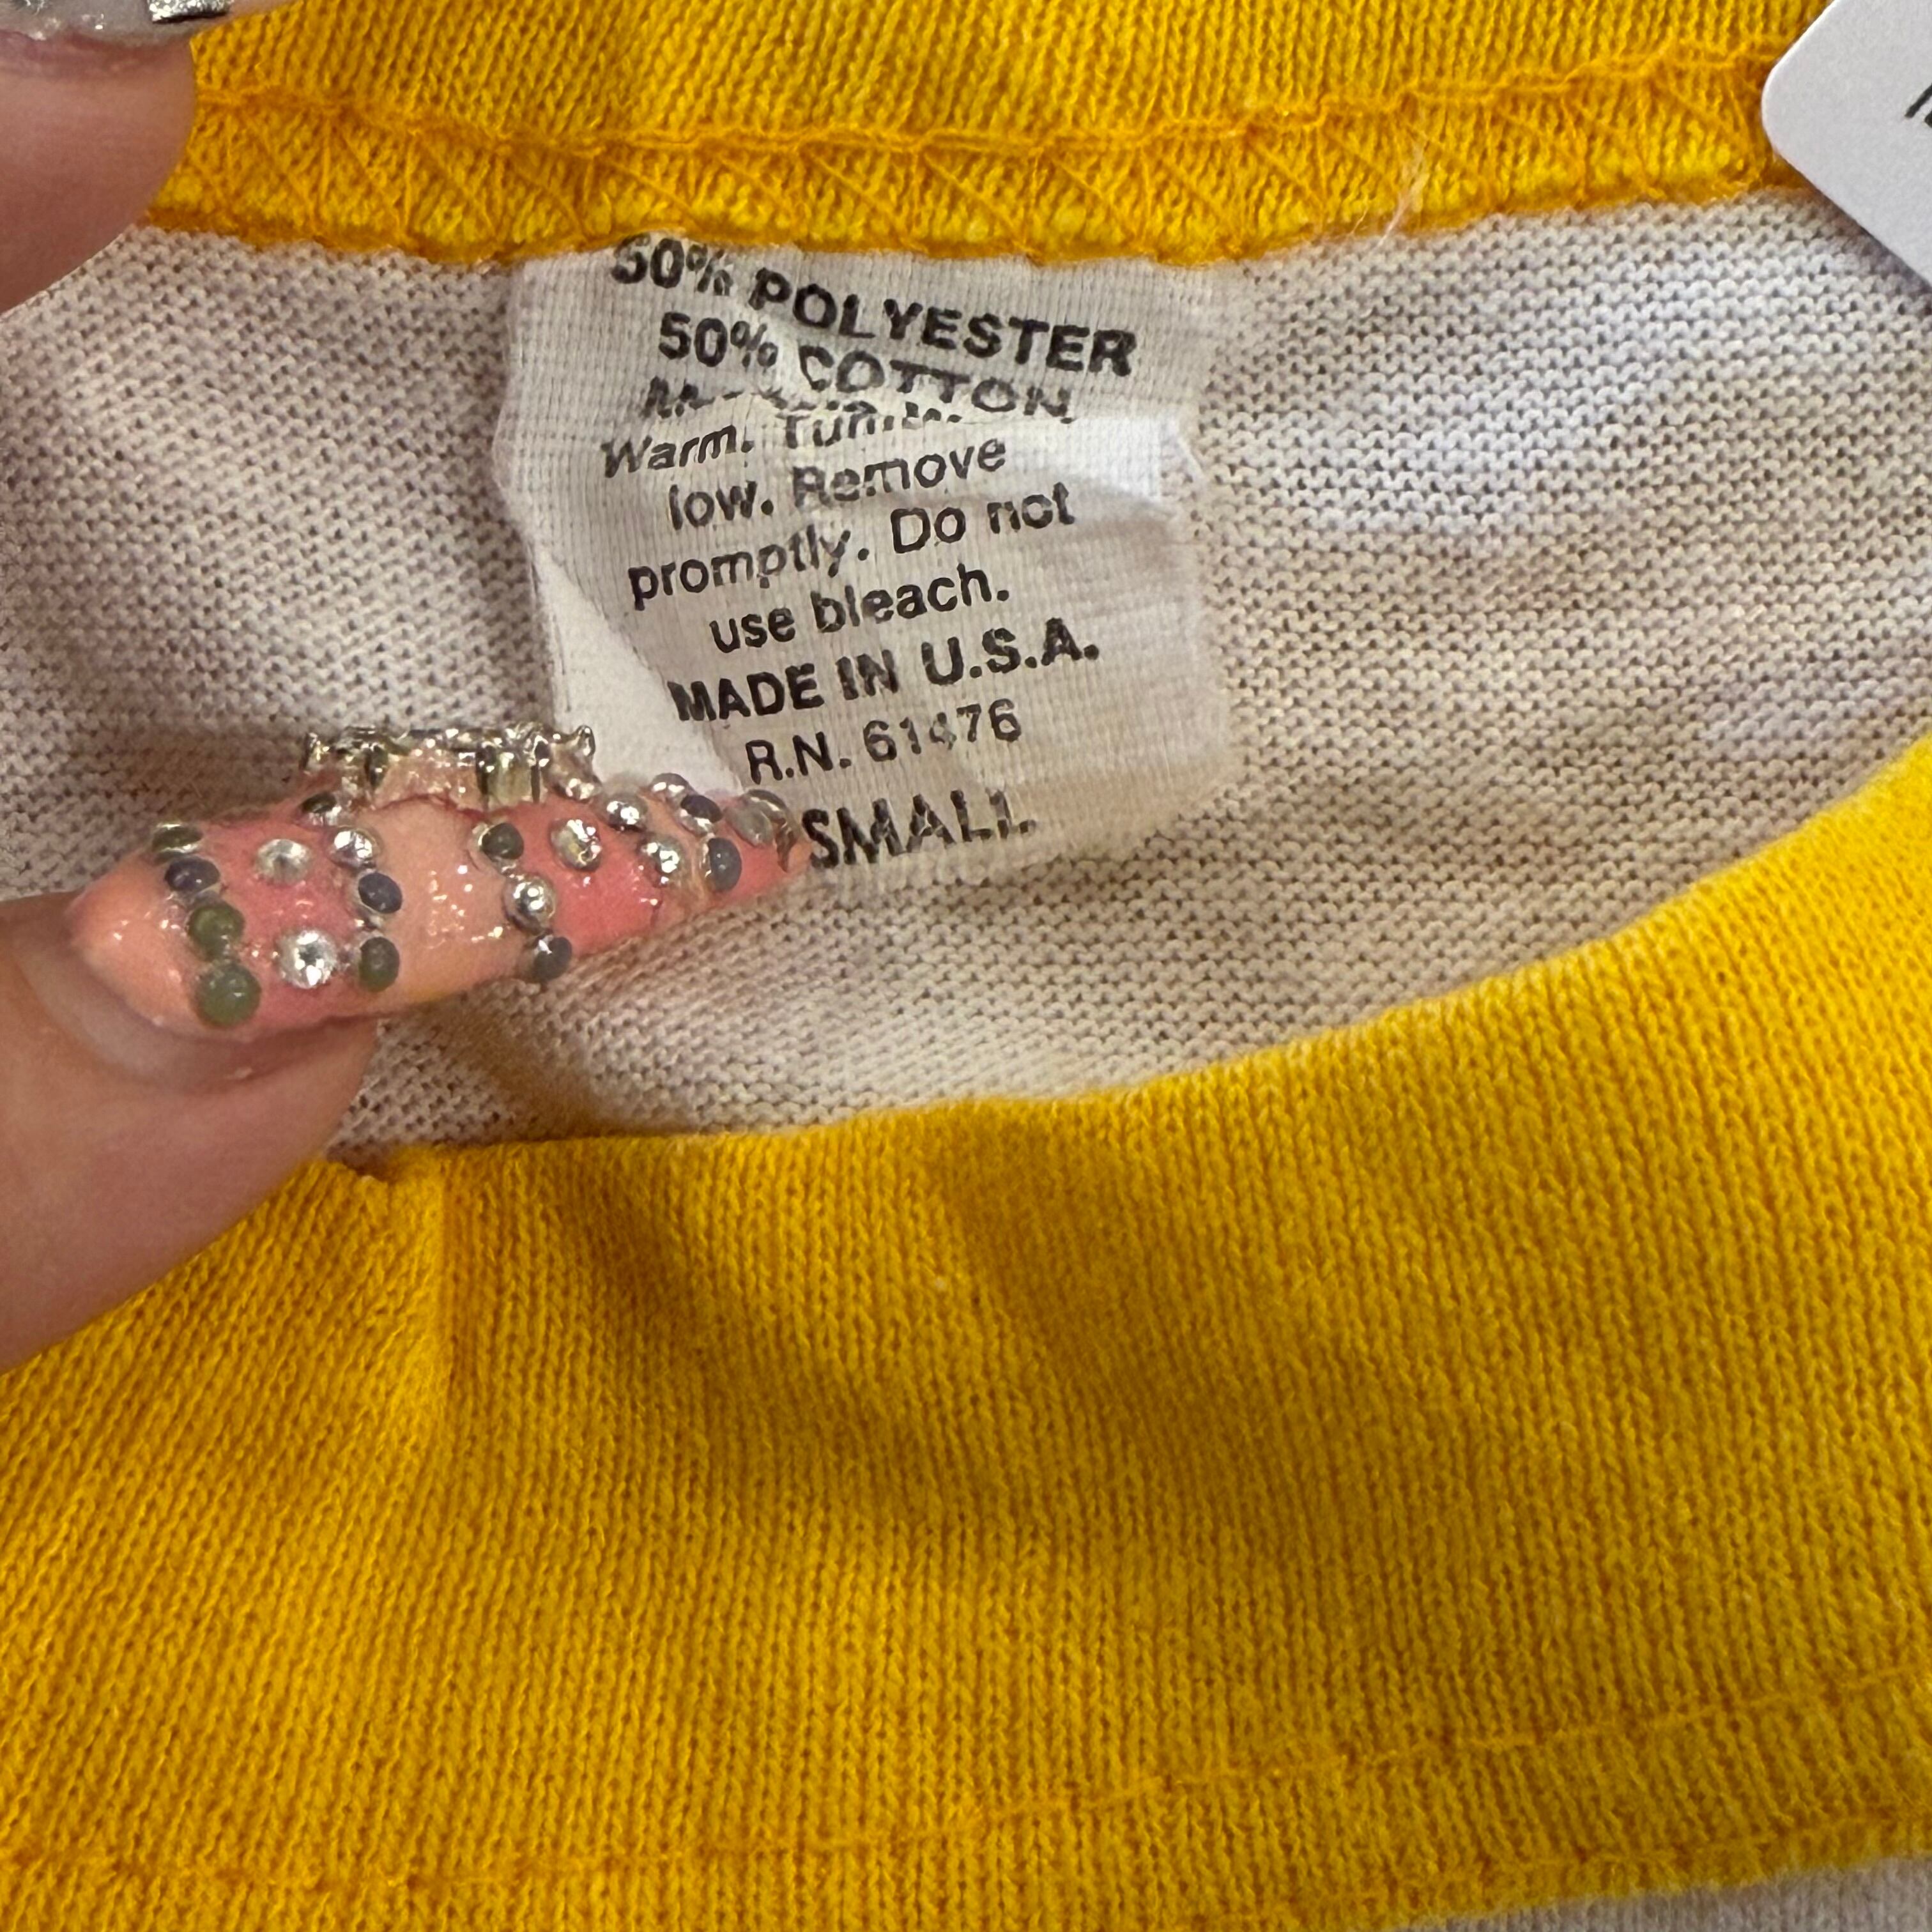 50% POLYESTER
50% COTTON
Warm.
low. Remove
promptly. Do not
use bleach.
MADE IN U.S.A.
R.N. 61476
SMALL